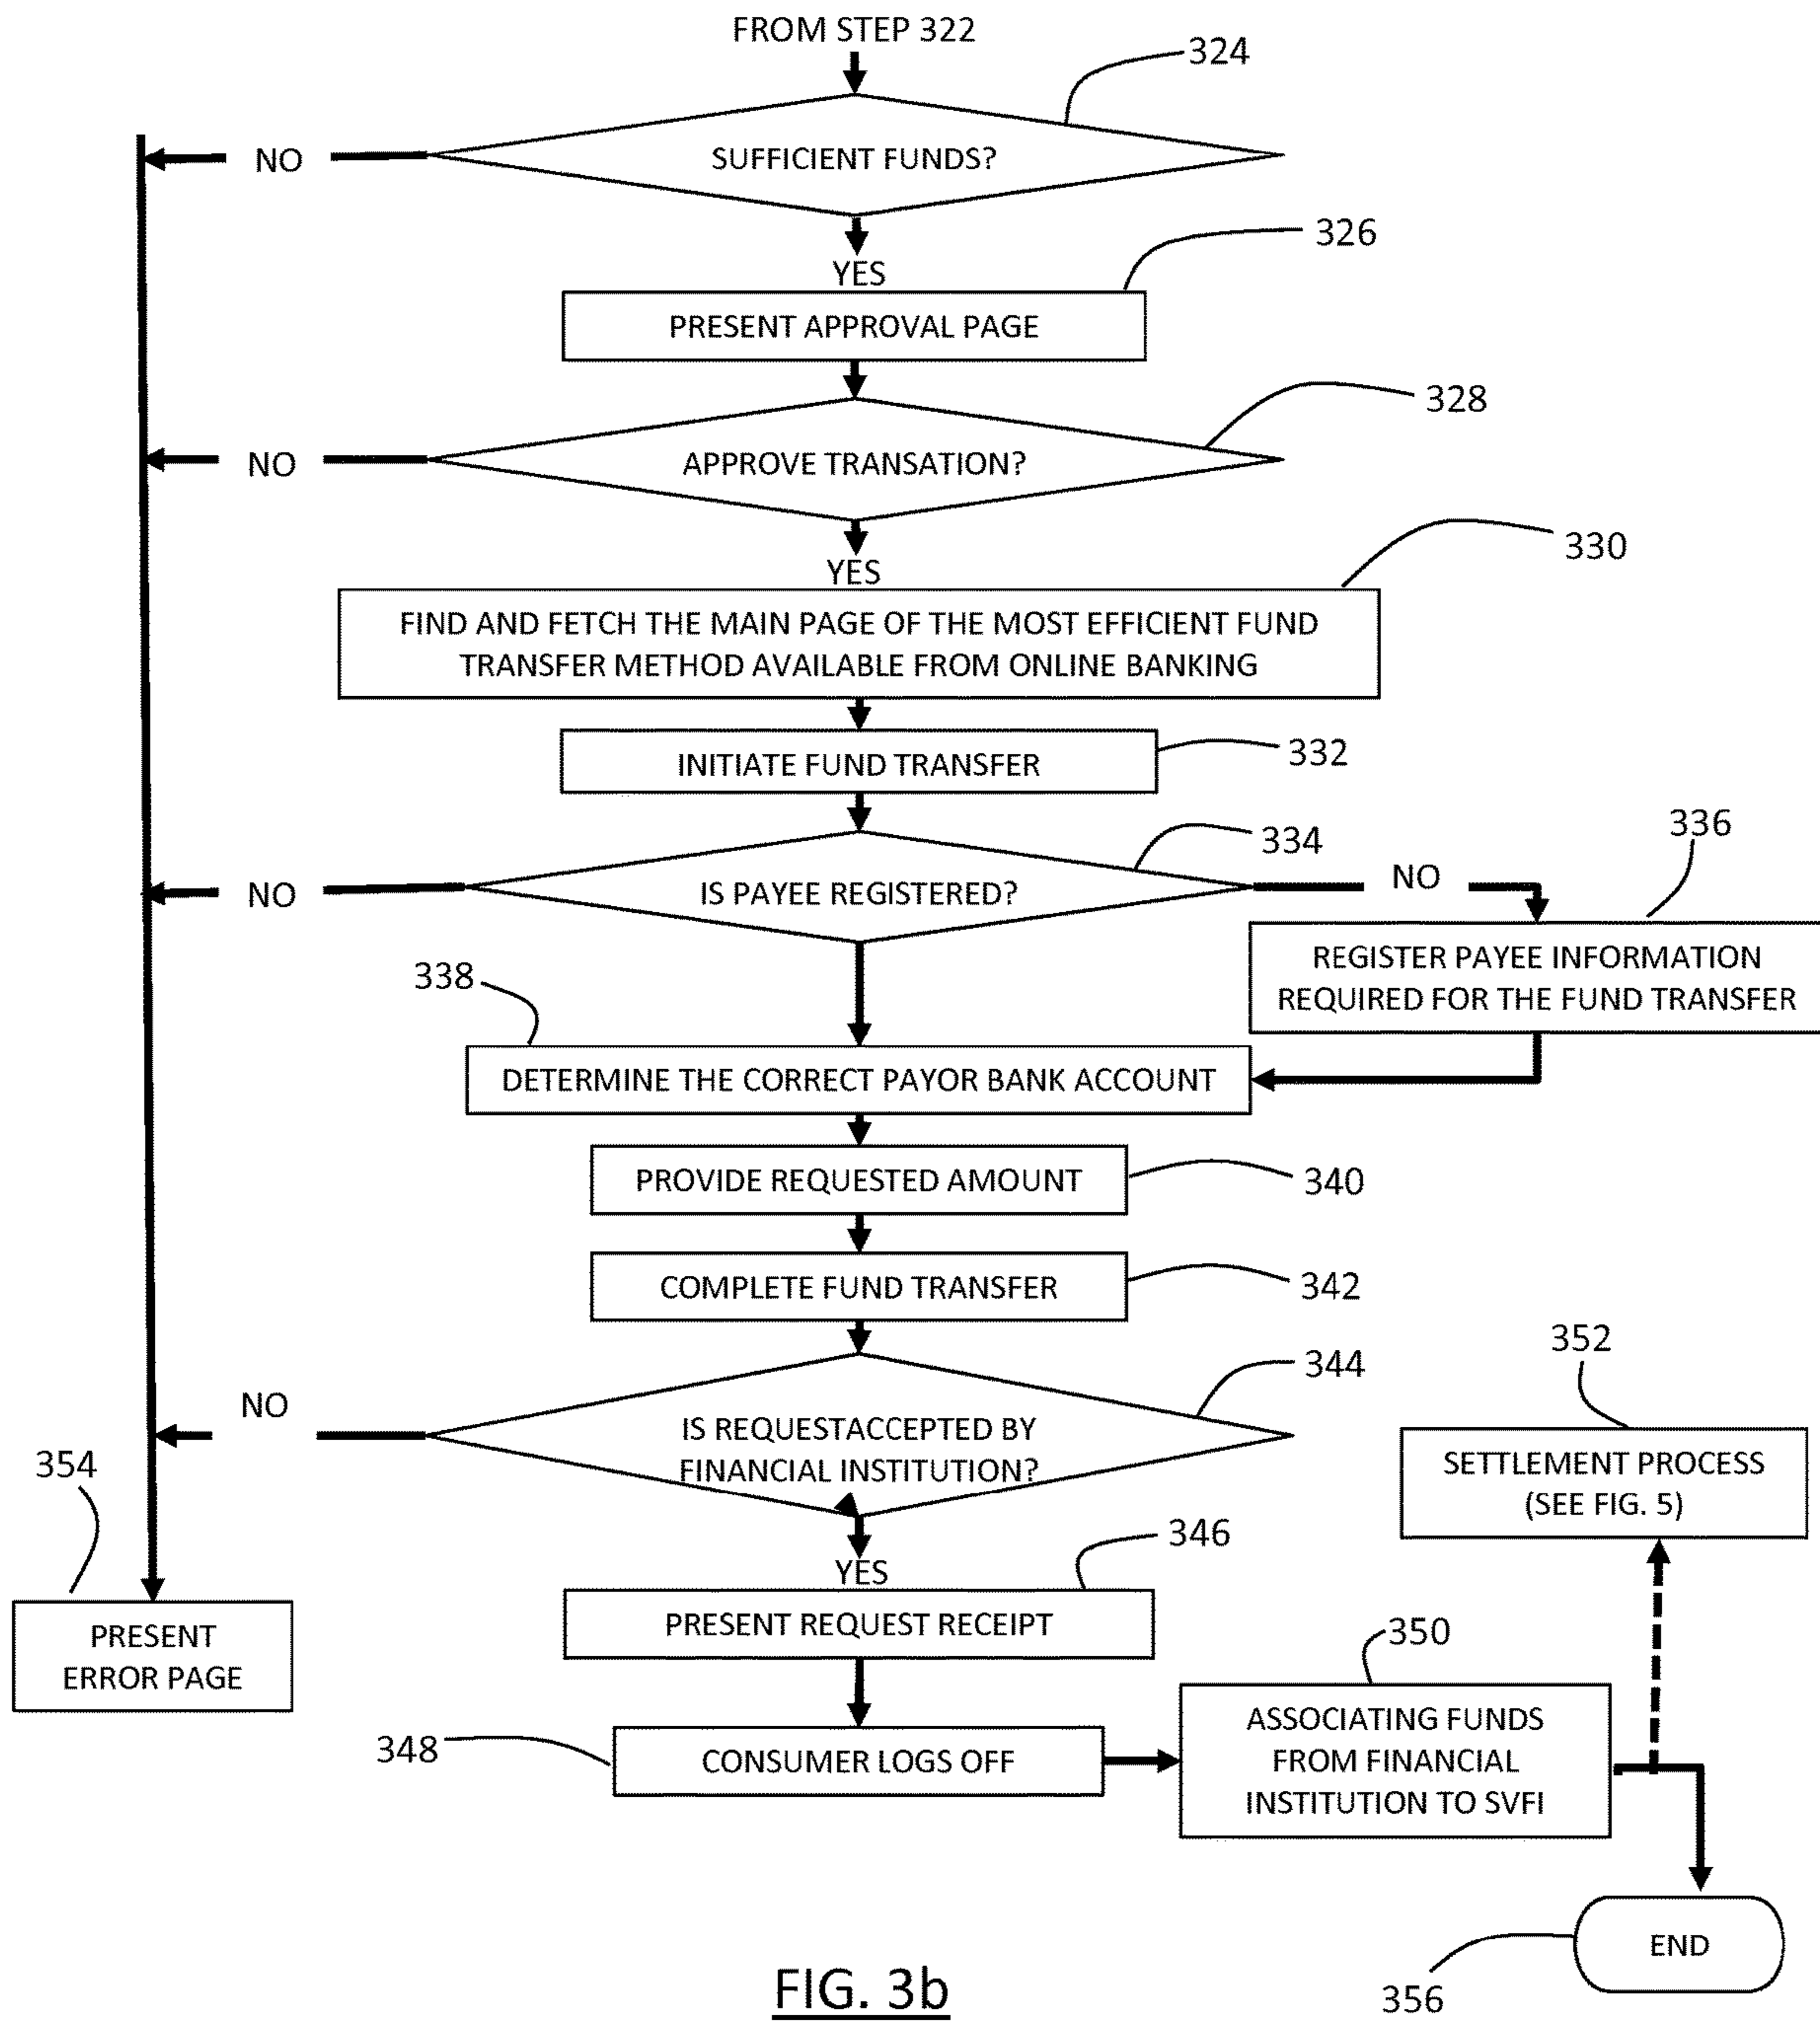 FROM STEP 322
324
NO
SUFFICIENT FUNDS?
326
YES
PRESENT APPROVAL PAGE
328
NO
APPROVE TRANSATION?
330
YES
FIND AND FETCH THE MAIN PAGE OF THE MOST EFFICIENT FUND
TRANSFER METHOD AVAILABLE FROM ONLINE BANKING
332
INITIATE FUND TRANSFER
334
336
NO
IS PAYEE REGISTERED?
NO
REGISTER PAYEE INFORMATION
REQUIRED FOR THE FUND TRANSFER
338
DETERMINE THE CORRECT PAYOR BANK ACCOUNT
PROVIDE REQUESTED AMOUNT
340
COMPLETE FUND TRANSFER
342
352
344
NO
IS REQUESTACCEPTED BY
FINANCIAL INSTITUTION?
SETTLEMENT PROCESS
(SEE FIG. 5)
354
346
YES
PRESENT REQUEST RECEIPT
PRESENT
ERROR PAGE
350
348
CONSUMER LOGS OFF
ASSOCIATING FUNDS
FROM FINANCIAL
INSTITUTION TO SVFI
END
356
FIG. 3b